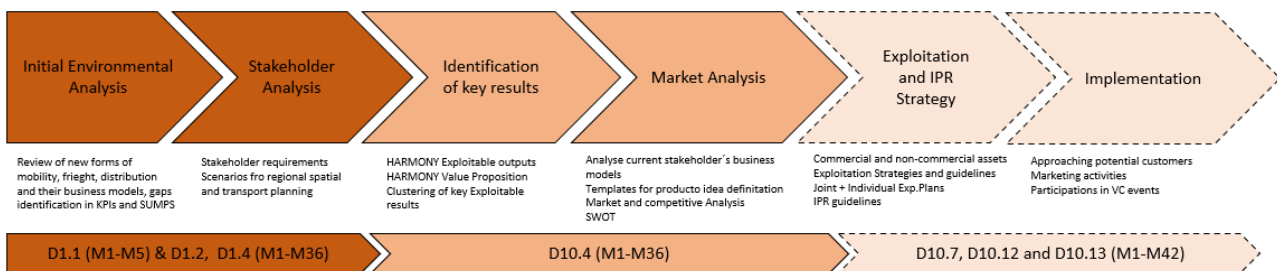 Initial Environmental
Analysis
Stakeholder
Analysis
Identification
of key results
Market Analysis
Exploitation
and IPR
Strategy
Implementation
Review of new forms of
mobility, frieght, distribution
and their business models, gaps
identification in KPIs and SUMPS
Stakeholder requirements
Scenarios fro regional spatial
and transport planning
HARMONY Exploitable outputs
HARMONY Value Proposition
Clustering of key Exploitable
results
Analyse current stakeholder´s business
models
Templates for producto idea definitation
Market and competitive Analysis
SWOT
Commercial and non-commercial assets
Exploitation Strategies and guidelines
Joint + Individual Exp.Plans
IPR guidelines
Approaching potential customers
Marketing activities
Participations in VC events
D1.1 (M1-M5) & D1.2, D1.4 (M1-M36)
D10.4 (M1-M36)
D10.7, D10.12 and D10.13 (M1-M42)